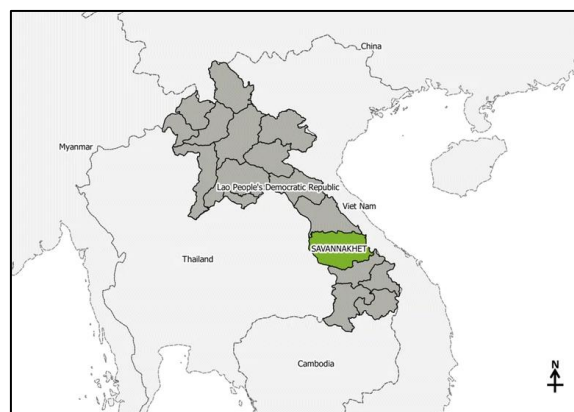 China
Myanmar
Lao People's Democratic Republic
Viet Nam
SAVANNAKHET
Thailand
Cambodia
N